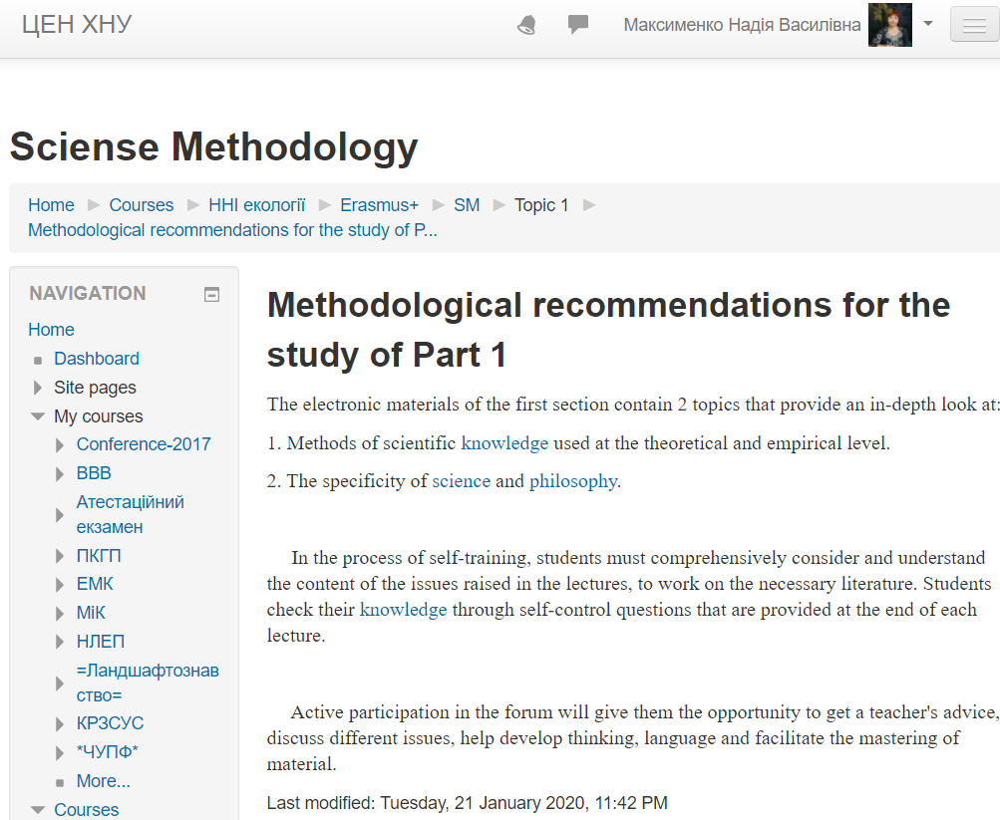 ЦЕН ХНУ
Максименко Надія Василівна
Sciense Methodology
Home Courses ННІ екології Erasmus+ SM Topic 1
Methodological recommendations for the study of P...
NAVIGATION
Home
Dashboard
Site pages
My courses
Conference-2017
ВВВ
Атестаційний
екзамен
ПКГП
ЕМК
МіК
НЛЕП
=Ландшафтознав
ство=
КРЗСУС
*ЧУПФ*
More...
Courses
Methodological recommendations for the
study of Part 1
The electronic materials of the first section contain 2 topics that provide an in-depth look at:
1. Methods of scientific knowledge used at the theoretical and empirical level.
2. The specificity of science and philosophy.
In the process of self-training, students must comprehensively consider and understand
the content of the issues raised in the lectures, to work on the necessary literature. Students
check their knowledge through self-control questions that are provided at the end of each
lecture.
Active participation in the forum will give them the opportunity to get a teacher's advice,
discuss different issues, help develop thinking, language and facilitate the mastering of
material.
Last modified: Tuesday, 21 January 2020, 11:42 PM